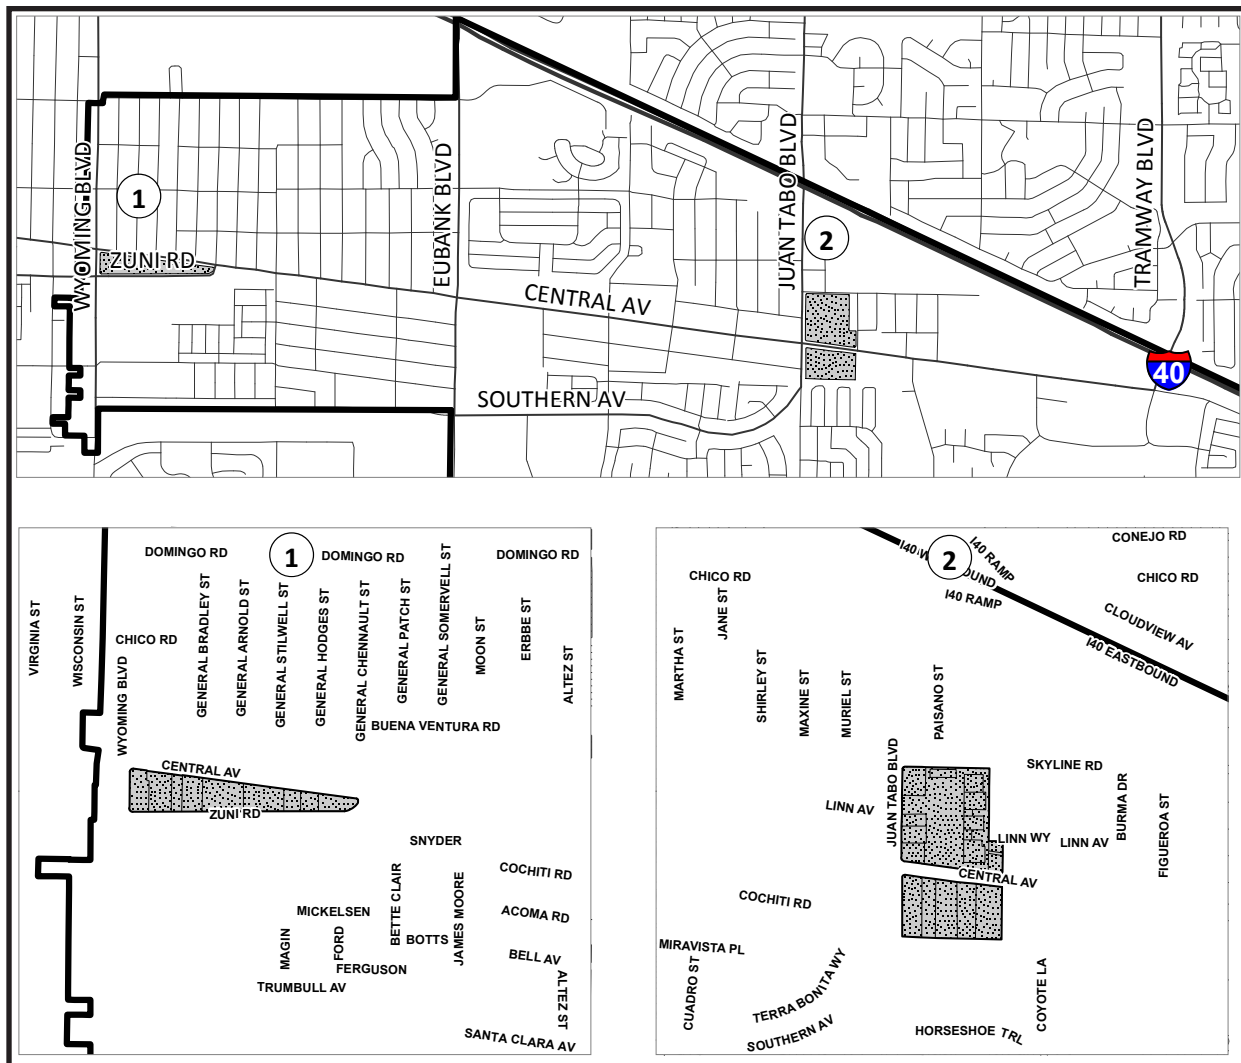 WYOMING BLVD
1
ZUNI RD
EUBANK BLVD
CENTRAL AV
SOUTHERN AV
JUAN TABO BLVD
2
TRAMWAY BLVD
40
VIRGINIA ST
WISCONSIN ST
DOMINGO RD
1
DOMINGO RD
DOMINGO RD
CHICO RD
WYOMING BLVD
GENERAL BRADLEY ST
GENERAL ARNOLD ST
GENERAL STILWELL ST
GENERAL HODGES ST
GENERAL CHENNAULT ST
GENERAL PATCH ST
GENERAL SOMERVELL ST
MOON ST
ERBBE ST
ALTEZ ST
BUENA VENTURA RD
CENTRAL AV
ZUNI RD
SNYDER
COCHITI RD
MICKELSEN
BETTE CLAIR
ACOMA RD
MAGIN
FORD
BOTTS
JAMES MOORE
FERGUSON
BELL AV
TRUMBULL AV
ALTEZ ST
SANTA CLARA AV
CONEJO RD
2
I40 RAMP
CHICO RD
I40 RAMP
CHICO RD
JANE ST
CLOUDVIEW AV
I40 EASTBOUND
MARTHA ST
SHIRLEY ST
MAXINE ST
MURIEL ST
PAISANO ST
JUAN TABO BLVD
SKYLINE RD
LINN AV
LINN WY
LINN AV
BURMA DR
FIGUEROA ST
CENTRAL AV
COCHITI RD
MIRAVISTA PL
CUADRO ST
TERRA BONITA WY
SOUTHERN AV
COYOTE LA
HORSESHOE TRL